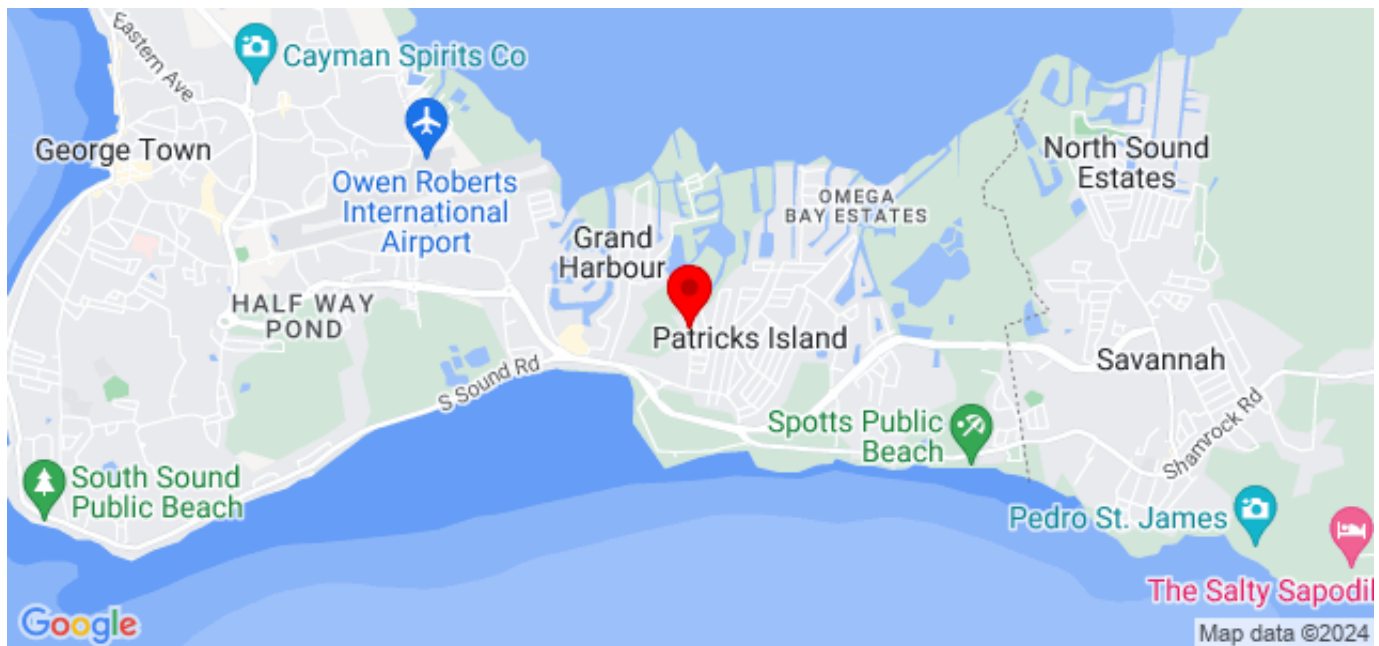 Eastern Ave
Cayman Spirits Co
George Town
Owen Roberts
International
Airport
North Sound
Estates
OMEGA
BAY ESTATES
Grand
Harbour
HALF WAY
POND
Patricks Island
Savannah
S Sound Rd
Shamrock Rd
Spotts Public
Beach
South Sound
Public Beach
Pedro St. James
The Salty Sapodil
Google
Map data ©2024